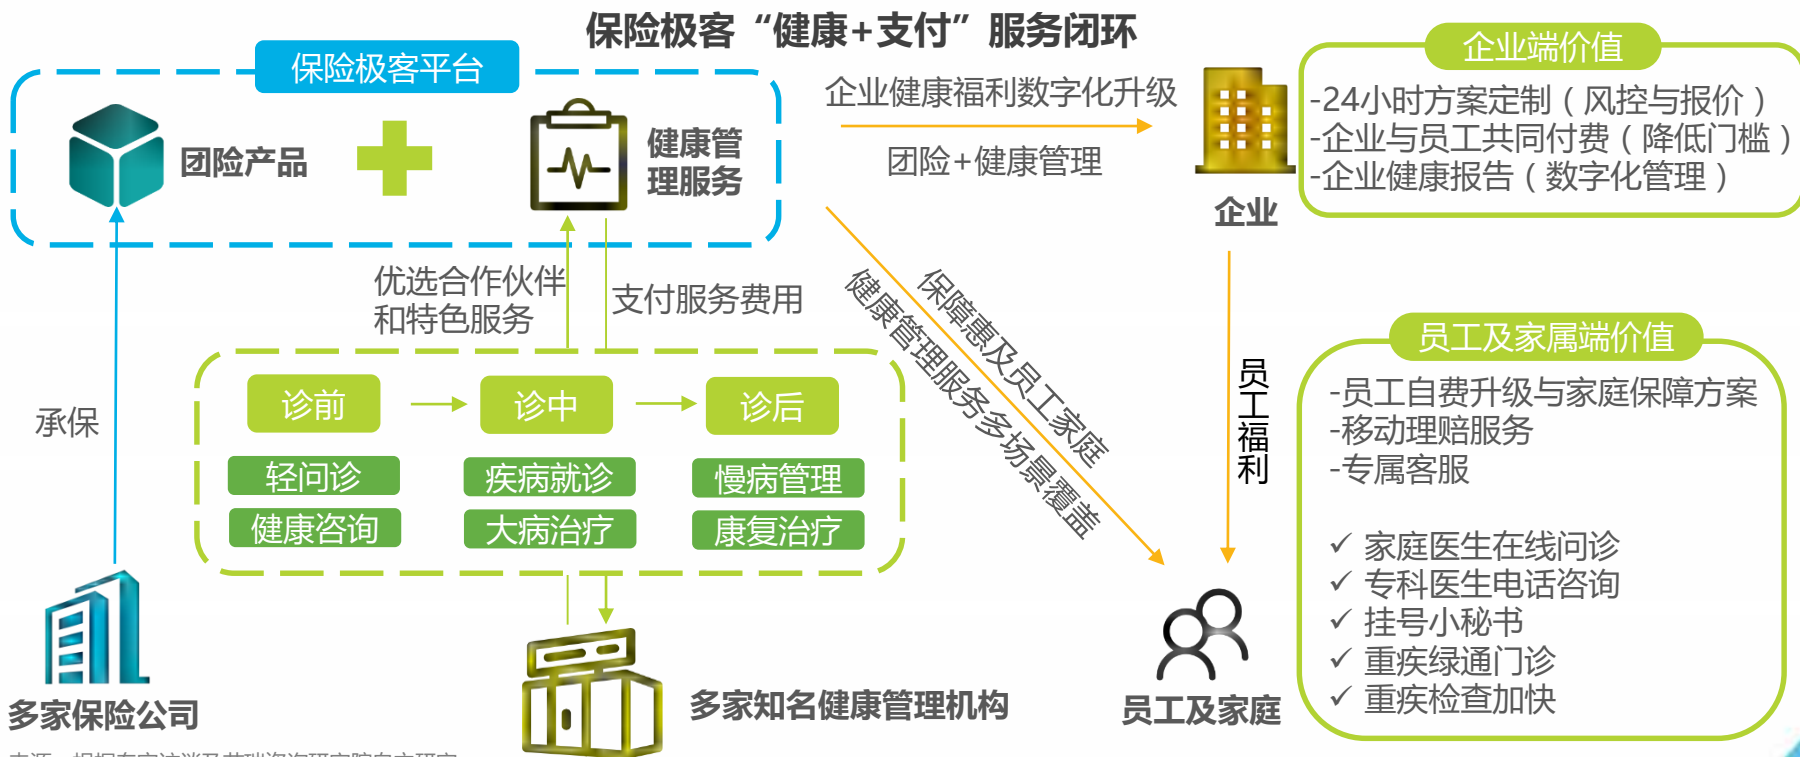 保险极客“健康+支付”服务闭环
保险极客平台
团险产品
健康管
理服务
企业健康福利数字化升级
团险+健康管理
企业
企业端价值
-24小时方案定制（风控与报价）
-企业与员工共同付费（降低门槛）
-企业健康报告（数字化管理）
优选合作伙伴
和特色服务
支付服务费用
保障惠及员工家庭
健康管理服务多场景覆盖
员工福利
承保
诊前
诊中
诊后
轻问诊
疾病就诊
慢病管理
健康咨询
大病治疗
康复治疗
员工及家属端价值
-员工自费升级与家庭保障方案
-移动理赔服务
-专属客服
✓ 家庭医生在线问诊
✓ 专科医生电话咨询
✓ 挂号小秘书
✓ 重疾绿通门诊
✓ 重疾检查加快
多家保险公司
多家知名健康管理机构
员工及家庭